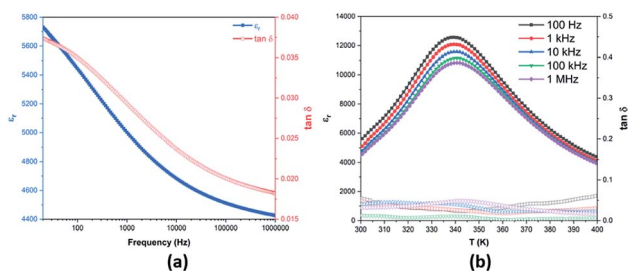 5800
5600
5400
5200
5000
4800
4600
4400
εr
0.040
0.035
0.030
0.025
0.020
0.015
tan δ
εr
tan δ
100 1000 10000 100000 1000000
Frequency (Hz)
(a)
14000
12000
10000
8000
6000
4000
2000
0
εr
0.5
0.4
0.3
0.2
0.1
0.0
tan δ
100 Hz
1 kHz
10 kHz
100 kHz
1 MHz
300 310 320 330 340 350 360 370 380 390 400
T (K)
(b)